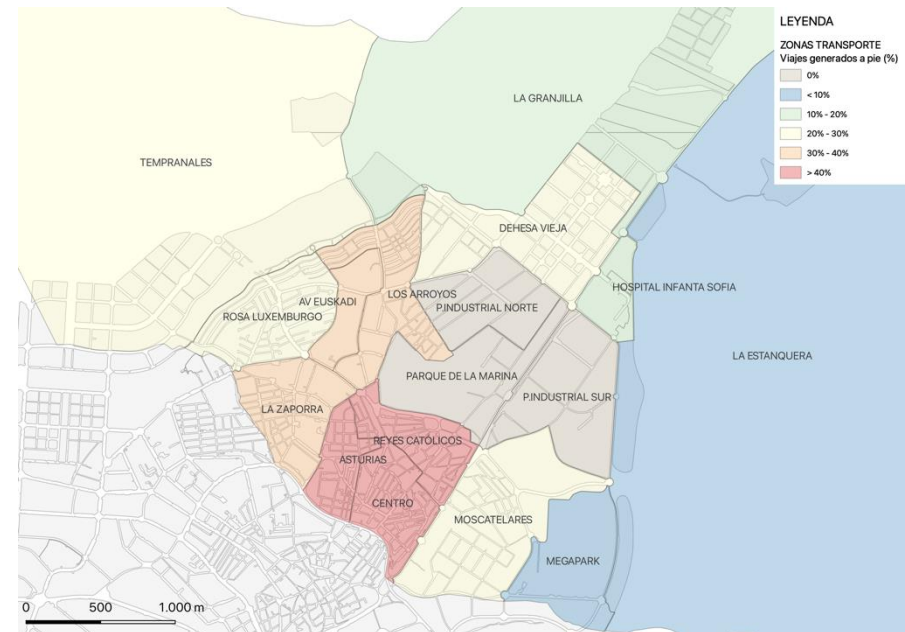 LEYENDA
ZONAS TRANSPORTE
Viajes generados a pie (%)
0%
< 10%
10% - 20%
20% - 30%
30% - 40%
> 40%
LA GRANJILLA
TEMPRANALES
DEHESA VIEJA
HOSPITAL INFANTA SOFIA
AV EUSKADI
LOS ARROYOS
ROSA LUXEMBURGO
P.INDUSTRIAL NORTE
LA ESTANQUERA
PARQUE DE LA MARINA
P.INDUSTRIAL SUR
LA ZAPORRA
REYES CATÓLICOS
ASTURIAS
CENTRO
MOSCATELARES
MEGAPARK
0 500 1.000 m